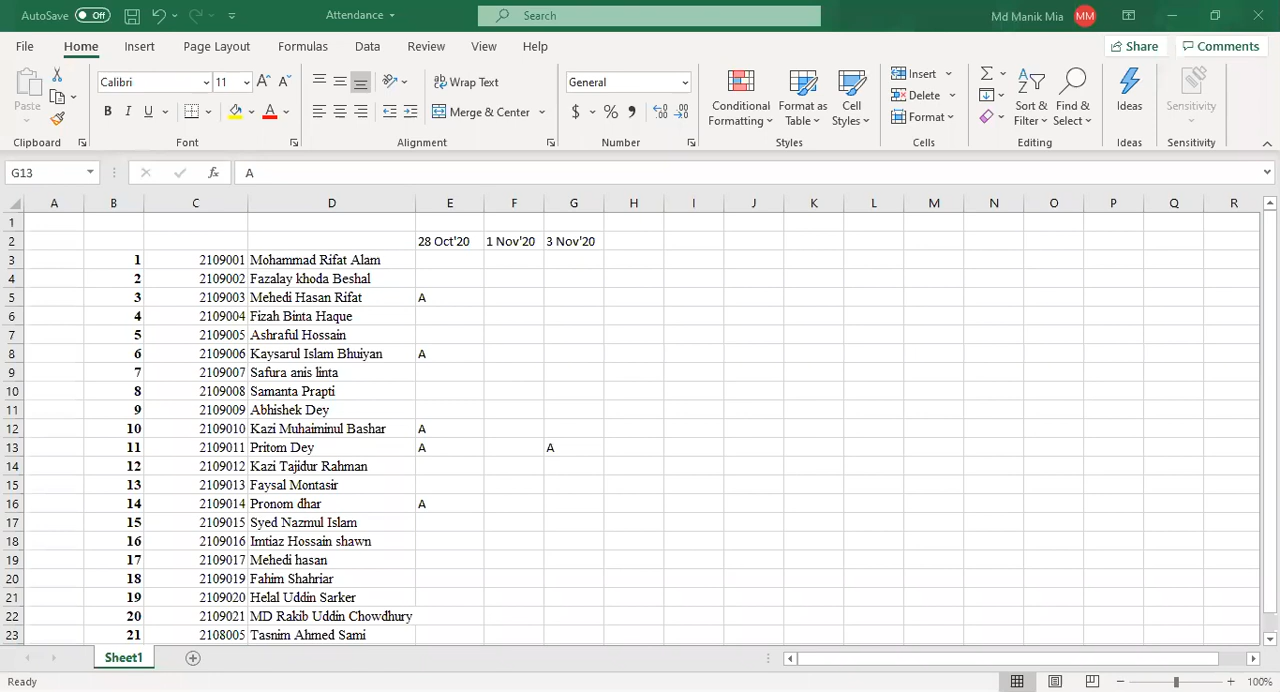 AutoSave Off Attendance Search Md Manik Mia MM
File Home Insert Page Layout Formulas Data Review View Help Share Comments
Paste Calibri 11 Wrap Text General Insert
Merge & Center Conditional Formatting Format as Table Cell Styles Delete Sort & Filter Find & Select Ideas Sensitivity
Format
Clipboard Font Alignment Number Styles Cells Editing Ideas Sensitivity
G13 fx A
A B C D E F G H I J K L M N O P Q R
1
2 28 Oct'20 1 Nov'20 3 Nov'20
3 1 2109001 Mohammad Rifat Alam
4 2 2109002 Fazalay khoda Beshal
5 3 2109003 Mehedi Hasan Rifat A
6 4 2109004 Fizah Binta Haque
7 5 2109005 Ashraful Hossain
8 6 2109006 Kaysarul Islam Bhuiyan A
9 7 2109007 Safura anis linta
10 8 2109008 Samanta Prapti
11 9 2109009 Abhishek Dey
12 10 2109010 Kazi Muhaiminul Bashar A
13 11 2109011 Pritom Dey A A
14 12 2109012 Kazi Tajidur Rahman
15 13 2109013 Faysal Montasir
16 14 2109014 Pronom dhar A
17 15 2109015 Syed Nazmul Islam
18 16 2109016 Imtiaz Hossain shawn
19 17 2109017 Mehedi hasan
20 18 2109019 Fahim Shahriar
21 19 2109020 Helal Uddin Sarker
22 20 2109021 MD Rakib Uddin Chowdhury
23 21 2108005 Tasnim Ahmed Sami
Sheet1
Ready 100%